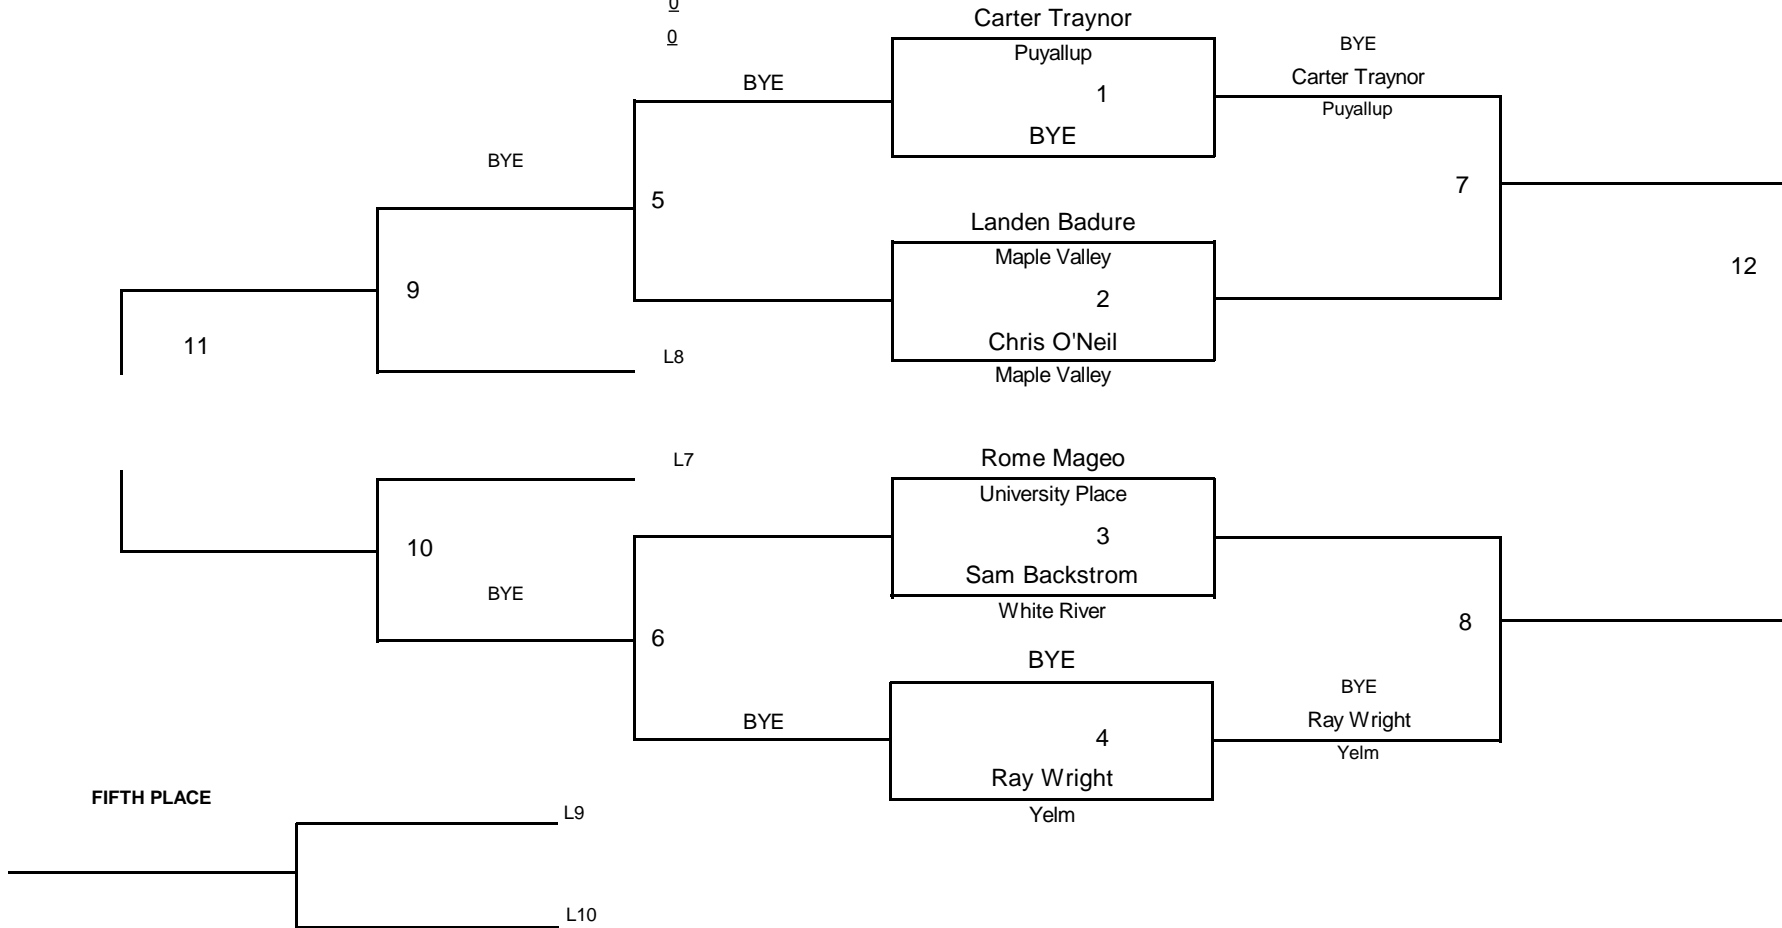 0
0
Carter Traynor
Puyallup
BYE
BYE
Carter Traynor
1
Puyallup
BYE
BYE
7
5
Landen Badure
Maple Valley
12
9
2
11
Chris O'Neil
L8
Maple Valley
L7
Rome Mageo
University Place
3
10
Sam Backstrom
BYE
White River
8
6
BYE
BYE
BYE
Ray Wright
4
Yelm
Ray Wright
FIFTH PLACE
L9
Yelm
L10